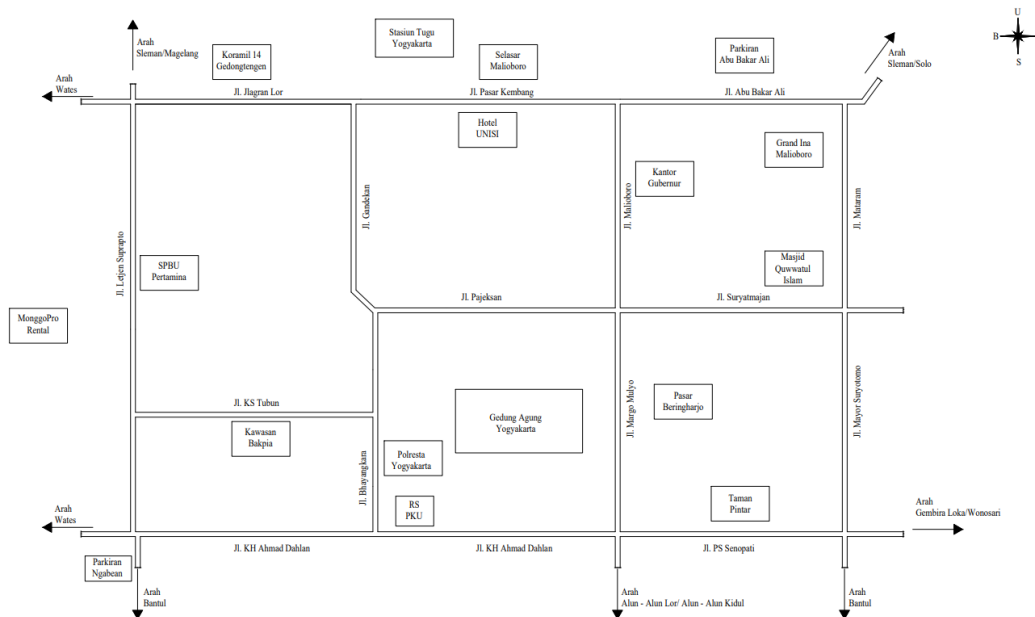 U
B
S
Arah
Sleman/Magelang
Koramil 14
Gedongtengen
Stasiun Tugu
Yogyakarta
Selasar
Malioboro
Parkiran
Abu Bakar Ali
Arah
Sleman/Solo
Arah
Wates
Jl. Jlagran Lor
Jl. Pasar Kembang
Jl. Abu Bakar Ali
Hotel
UNISI
Grand Ina
Malioboro
Kantor
Gubernur
Jl. Letjen Suprapto
Jl. Gandekan
Jl. Malioboro
Jl. Mataram
SPBU
Pertamina
Masjid
Quwwatul
Islam
Jl. Pajeksan
Jl. Suryatmajan
MonggoPro
Rental
Jl. KS Tubun
Kawasan
Bakpia
Gedung Agung
Yogyakarta
Pasar
Beringharjo
Jl. Margo Mulyo
Jl. Mayor Suryotomo
Jl. Bhayangkam
Polresta
Yogyakarta
RS
PKU
Taman
Pintar
Arah
Wates
Arah
Gembira Loka/Wonosari
Jl. KH Ahmad Dahlan
Jl. KH Ahmad Dahlan
Jl. PS Senopati
Parkiran
Ngabean
Arah
Bantul
Arah
Alun - Alun Lor/ Alun - Alun Kidul
Arah
Bantul